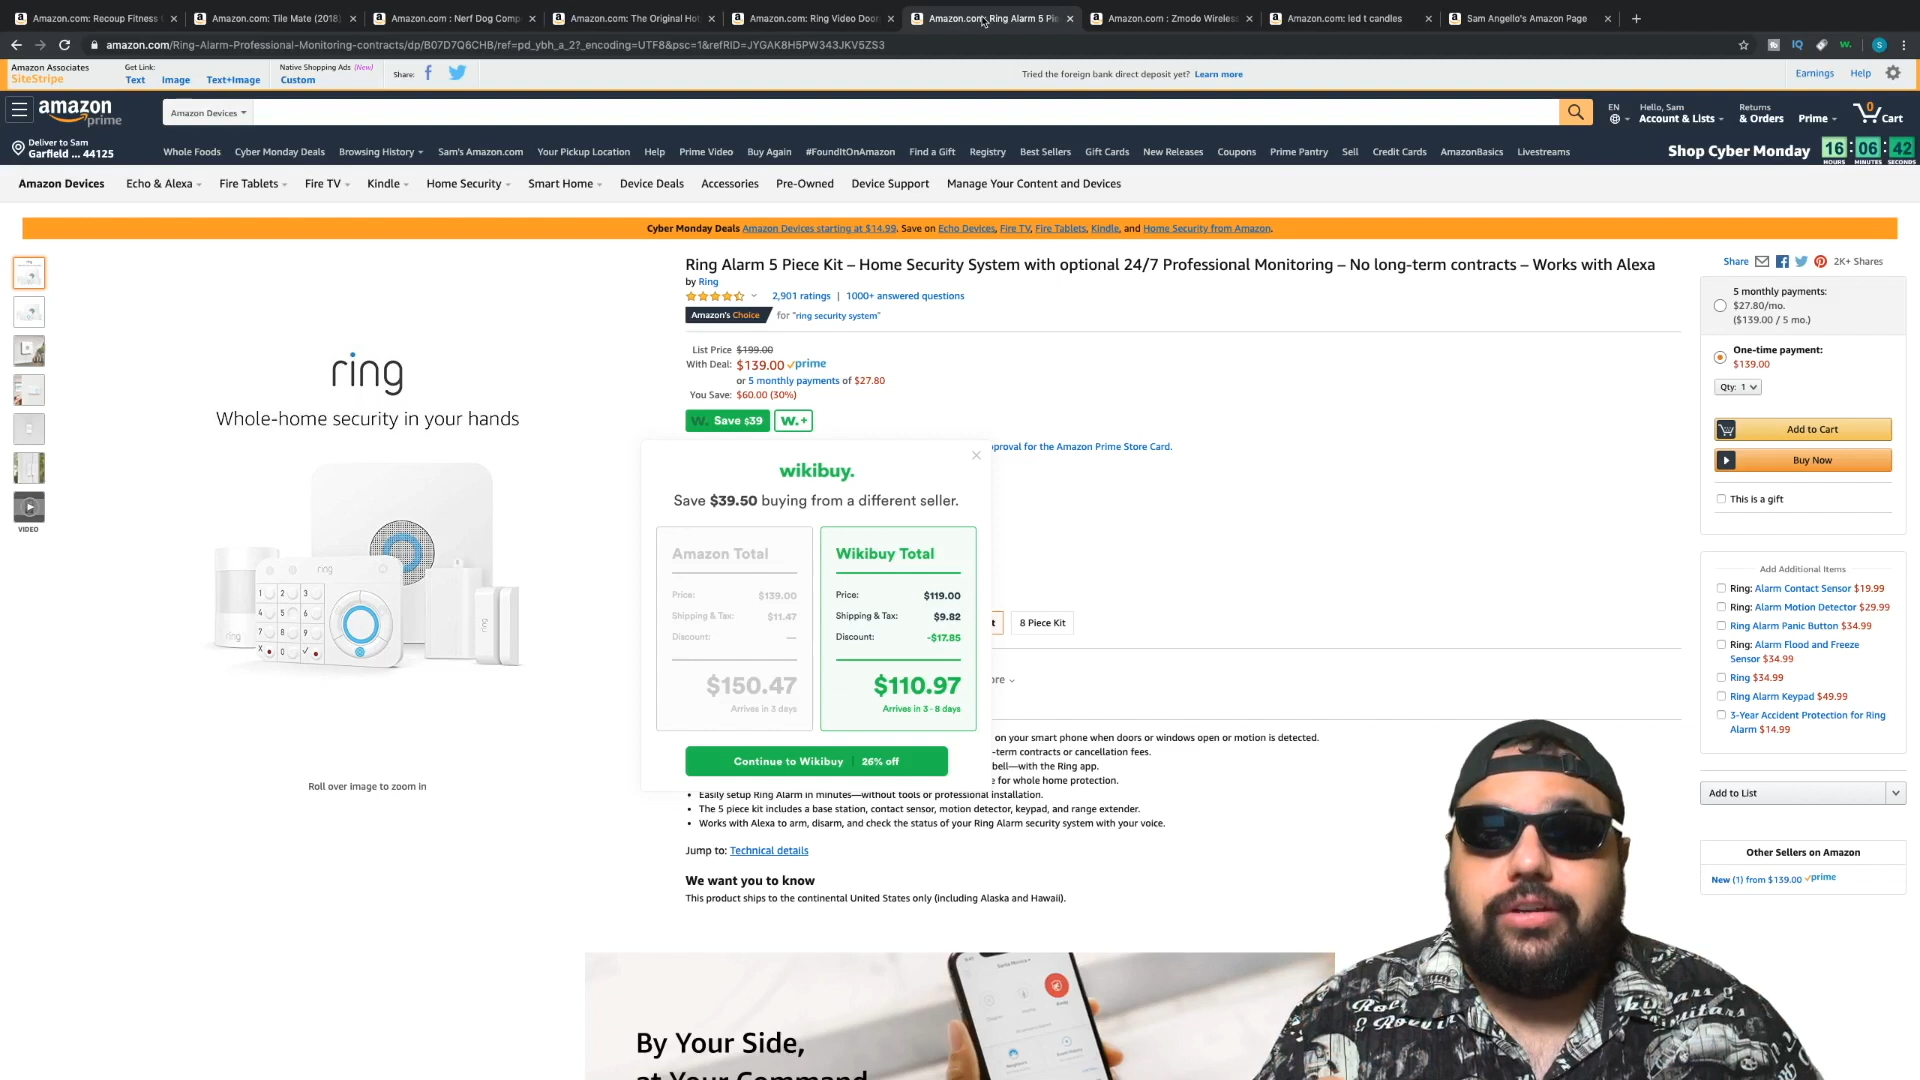 Amazon.com: Recoup Fitness C
Amazon.com: Tile Mate (2018)
Amazon.com : Nerf Dog Comp
Amazon.com: The Original Hot
Amazon.com: Ring Video Door
Amazon.com: Ring Alarm 5 Pie
Amazon.com : Zmodo Wireless
Amazon.com: led t candles
Sam Angello's Amazon Page
amazon.com/Ring-Alarm-Professional-Monitoring-contracts/dp/B07D7Q6CHB/ref=pd_ybh_a_2?_encoding=UTF8&psc=1&refRID=JYGAK8H5PW343JKV5ZS3
Amazon Associates
SiteStripe
Get Link:
Text Image Text+Image
Native Shopping Ads (New)
Custom
Share:
Tried the foreign bank direct deposit yet? Learn more
Earnings Help
amazon
prime
Amazon Devices
EN
Hello, Sam
Account & Lists
Returns
& Orders
Prime
0
Cart
Deliver to Sam
Garfield ... 44125
Whole Foods Cyber Monday Deals Browsing History Sam's Amazon.com Your Pickup Location Help Prime Video Buy Again #FoundItOnAmazon Find a Gift Registry Best Sellers Gift Cards New Releases Coupons Prime Pantry Sell Credit Cards AmazonBasics Livestreams
Shop Cyber Monday 16 : 06 : 42
HOURS MINUTES SECONDS
Amazon Devices Echo & Alexa Fire Tablets Fire TV Kindle Home Security Smart Home Device Deals Accessories Pre-Owned Device Support Manage Your Content and Devices
Cyber Monday Deals Amazon Devices starting at $14.99. Save on Echo Devices, Fire TV, Fire Tablets, Kindle, and Home Security from Amazon.
VIDEO
ring
Whole-home security in your hands
ring
1 2 3
4 5 6
7 8 9
X 0 ✓
ring
ring
Roll over image to zoom in
Ring Alarm 5 Piece Kit – Home Security System with optional 24/7 Professional Monitoring – No long-term contracts – Works with Alexa
by Ring
2,901 ratings | 1000+ answered questions
Amazon's Choice for "ring security system"
List Price $199.00
With Deal: $139.00 prime
or 5 monthly payments of $27.80
You Save: $60.00 (30%)
W. Save $39
W.+
pproval for the Amazon Prime Store Card.
wikibuy.
Save $39.50 buying from a different seller.
Amazon Total
Price: $139.00
Shipping & Tax: $11.47
Discount: —
$150.47
Arrives in 3 days
Wikibuy Total
Price: $119.00
Shipping & Tax: $9.82
Discount: -$17.85
$110.97
Arrives in 3 - 8 days
Continue to Wikibuy | 26% off
t
8 Piece Kit
ore
on your smart phone when doors or windows open or motion is detected.
-term contracts or cancellation fees.
bell—with the Ring app.
e for whole home protection.
• Easily setup Ring Alarm in minutes—without tools or professional installation.
• The 5 piece kit includes a base station, contact sensor, motion detector, keypad, and range extender.
• Works with Alexa to arm, disarm, and check the status of your Ring Alarm security system with your voice.
Jump to: Technical details
We want you to know
This product ships to the continental United States only (including Alaska and Hawaii).
By Your Side,
at Your Command
Share 2K+ Shares
5 monthly payments:
$27.80/mo.
($139.00 / 5 mo.)
One-time payment:
$139.00
Qty: 1
Add to Cart
Buy Now
This is a gift
Add Additional Items
Ring: Alarm Contact Sensor $19.99
Ring: Alarm Motion Detector $29.99
Ring Alarm Panic Button $34.99
Ring: Alarm Flood and Freeze
Sensor $34.99
Ring $34.99
Ring Alarm Keypad $49.99
3-Year Accident Protection for Ring
Alarm $14.99
Add to List
Other Sellers on Amazon
New (1) from $139.00 prime